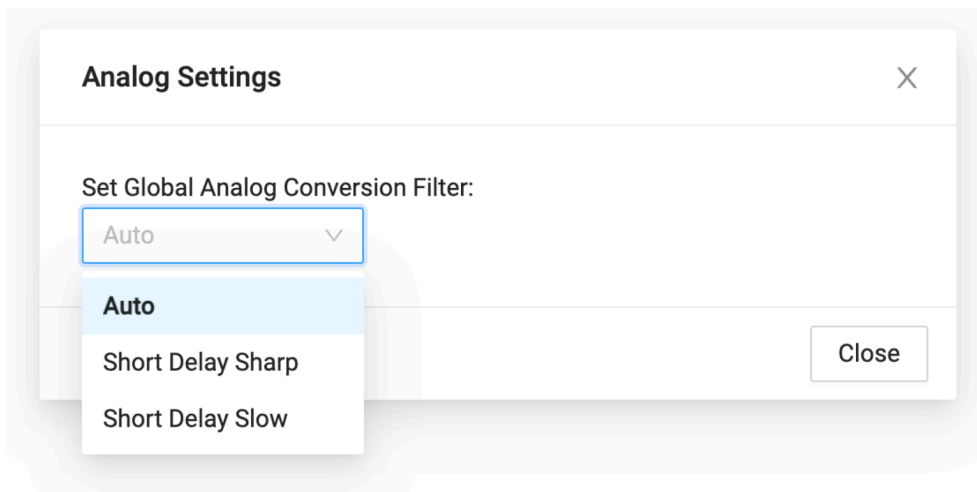 Analog Settings
Set Global Analog Conversion Filter:
Auto
Auto
Short Delay Sharp
Short Delay Slow
Close